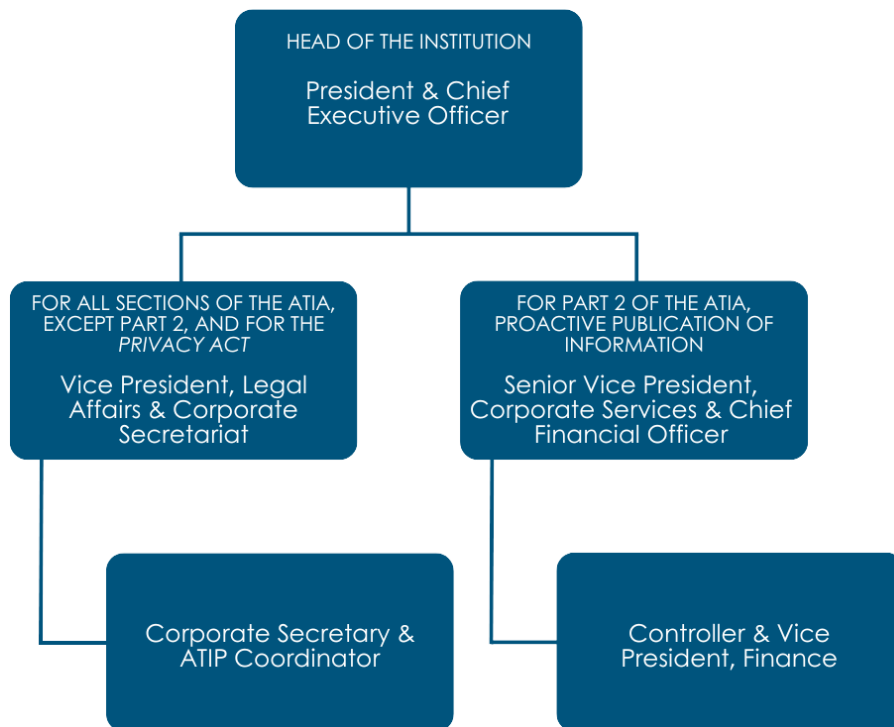 HEAD OF THE INSTITUTION
President & Chief
Executive Officer
FOR ALL SECTIONS OF THE ATIA,
EXCEPT PART 2, AND FOR THE
PRIVACY ACT
Vice President, Legal
Affairs & Corporate
Secretariat
FOR PART 2 OF THE ATIA,
PROACTIVE PUBLICATION OF
INFORMATION
Senior Vice President,
Corporate Services & Chief
Financial Officer
Corporate Secretary &
ATIP Coordinator
Controller & Vice
President, Finance